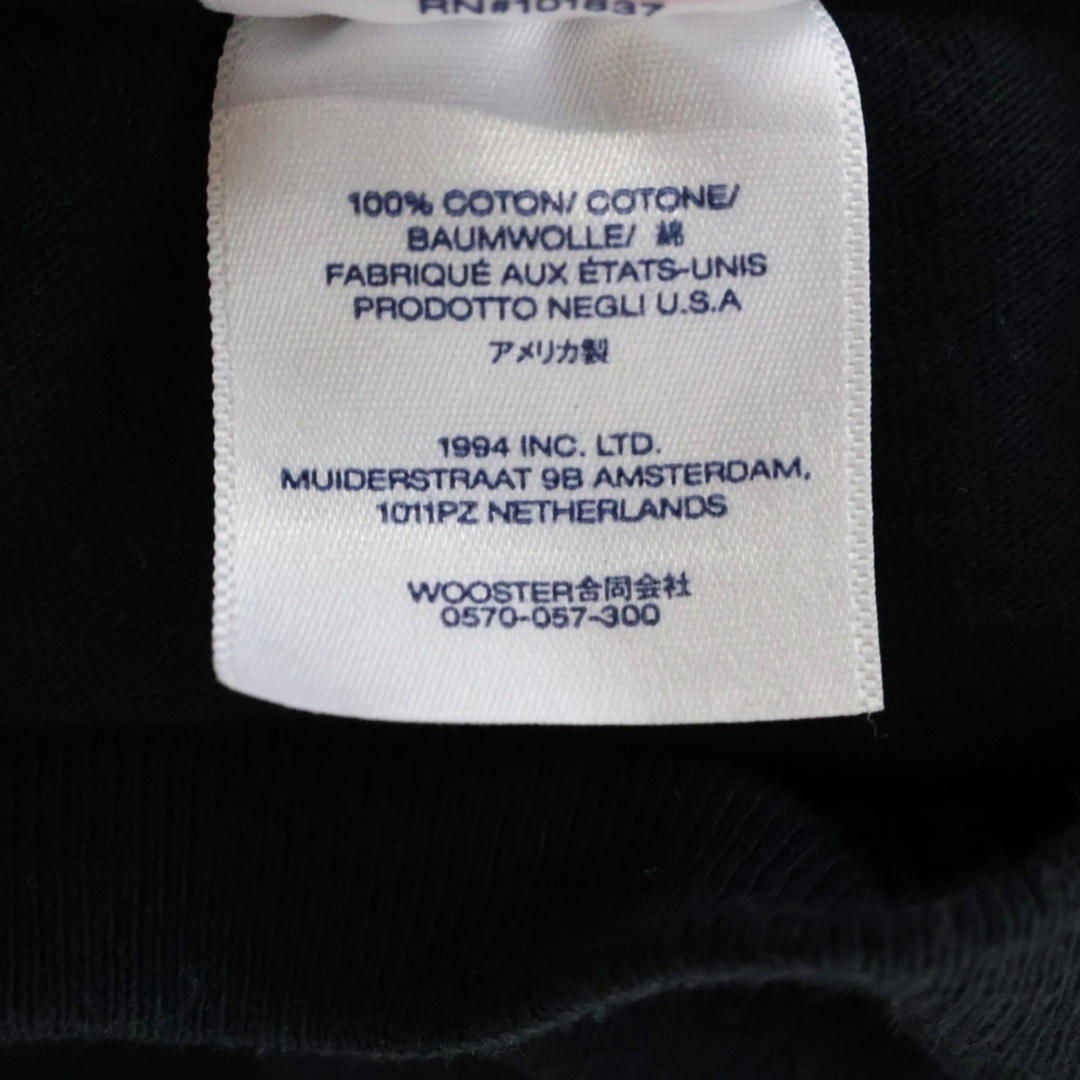 RN#101837
100% COTON/ COTONE/
BAUMWOLLE/ 綿
FABRIQUÉ AUX ÉTATS-UNIS
PRODOTTO NEGLI U.S.A
アメリカ製
1994 INC. LTD.
MUIDERSTRAAT 9B AMSTERDAM,
1011PZ NETHERLANDS
WOOSTER合同会社
0570-057-300